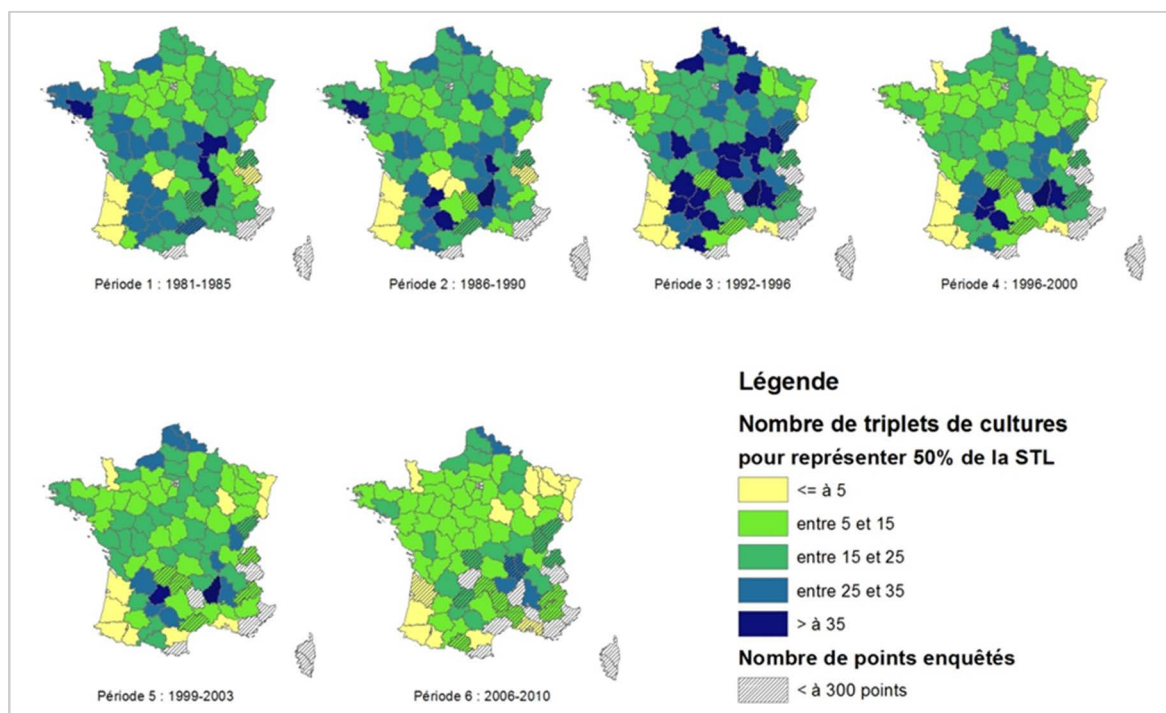 Période 1 : 1981-1985
Période 2 : 1986-1990
Période 3 : 1992-1996
Période 4 : 1996-2000
Période 5 : 1999-2003
Période 6 : 2006-2010
Légende
Nombre de triplets de cultures
pour représenter 50% de la STL
<= à 5
entre 5 et 15
entre 15 et 25
entre 25 et 35
> à 35
Nombre de points enquêtés
< à 300 points